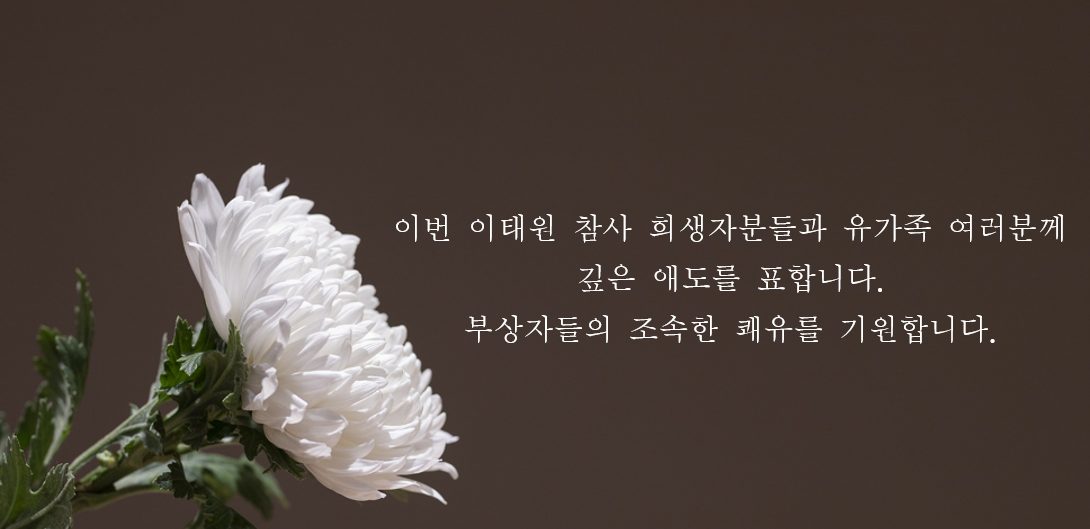 이번 이태원 참사 희생자분들과 유가족 여러분께
깊은 애도를 표합니다.
부상자들의 조속한 쾌유를 기원합니다.